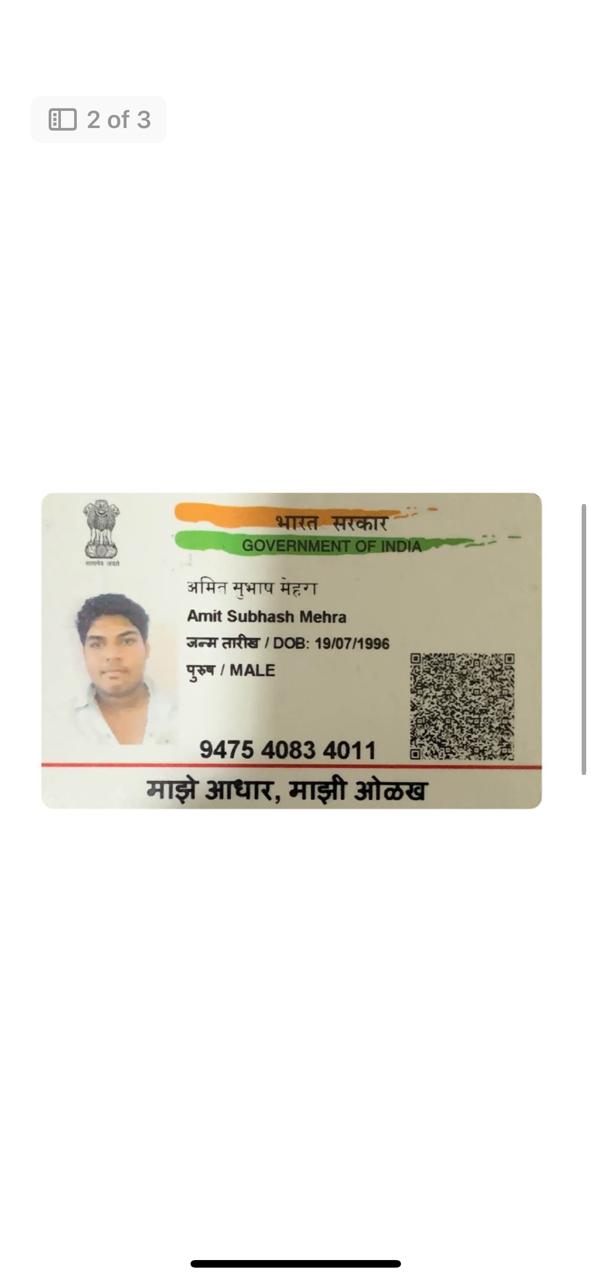 2 of 3
भारत सरकार
GOVERNMENT OF INDIA
सत्यमेव जयते
अमित सुभाष मेहरा
Amit Subhash Mehra
जन्म तारीख / DOB: 19/07/1996
पुरुष / MALE
9475 4083 4011
माझे आधार, माझी ओळख